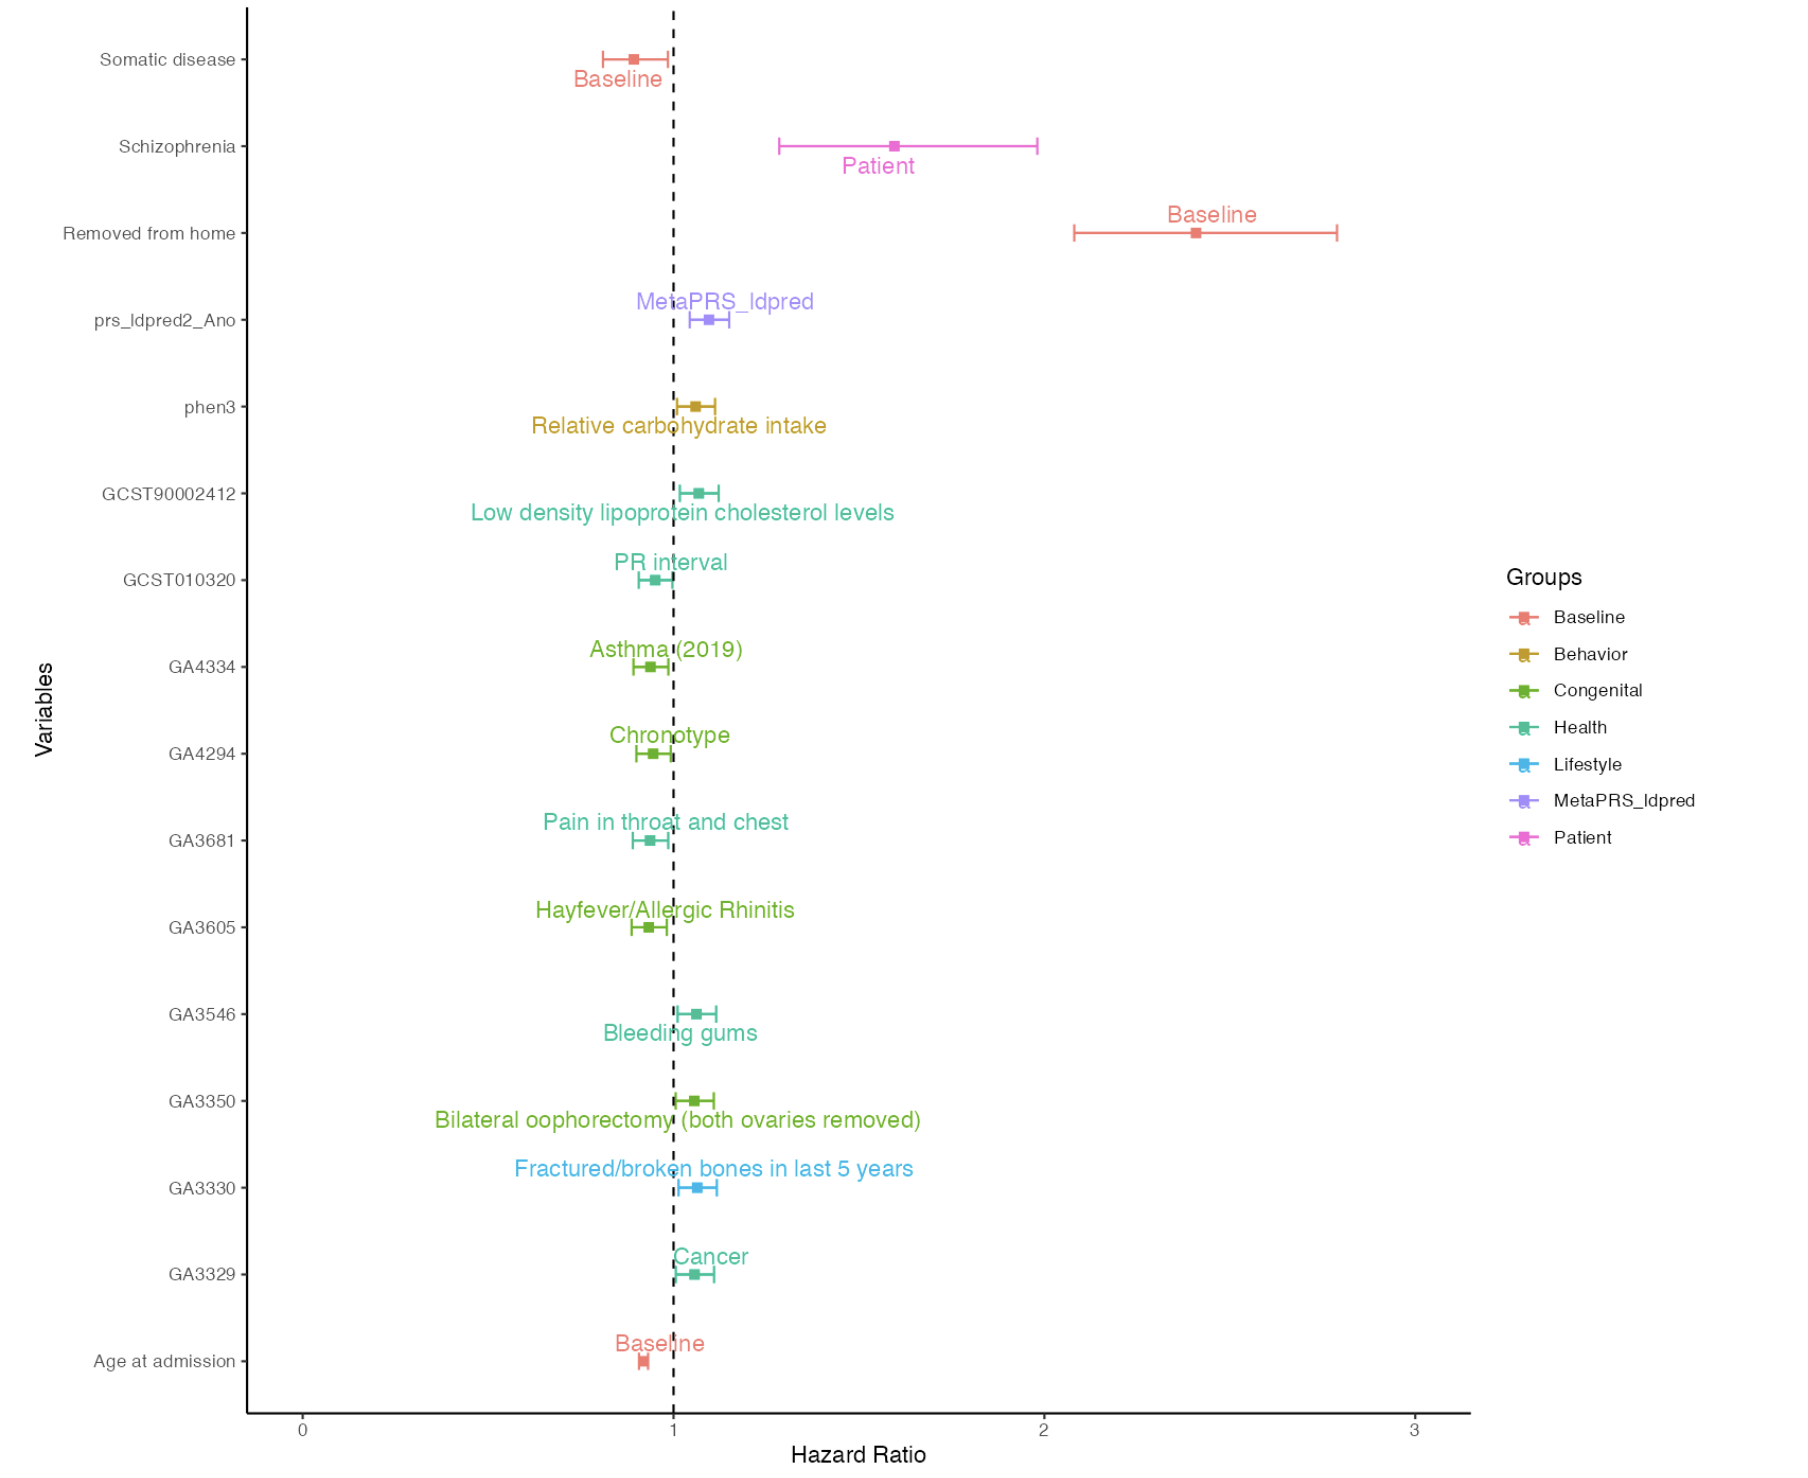 Somatic disease
Baseline
Schizophrenia
Patient
Removed from home
Baseline
prs_ldpred2_Ano
MetaPRS_ldpred
phen3
Relative carbohydrate intake
GCST90002412
Low density lipoprotein cholesterol levels
GCST010320
PR interval
GA4334
Asthma (2019)
GA4294
Chronotype
GA3681
Pain in throat and chest
GA3605
Hayfever/Allergic Rhinitis
GA3546
Bleeding gums
GA3350
Bilateral oophorectomy (both ovaries removed)
GA3330
Fractured/broken bones in last 5 years
GA3329
Cancer
Age at admission
Baseline
Variables
0
1
2
3
Hazard Ratio
Groups
Baseline
Behavior
Congenital
Health
Lifestyle
MetaPRS_ldpred
Patient